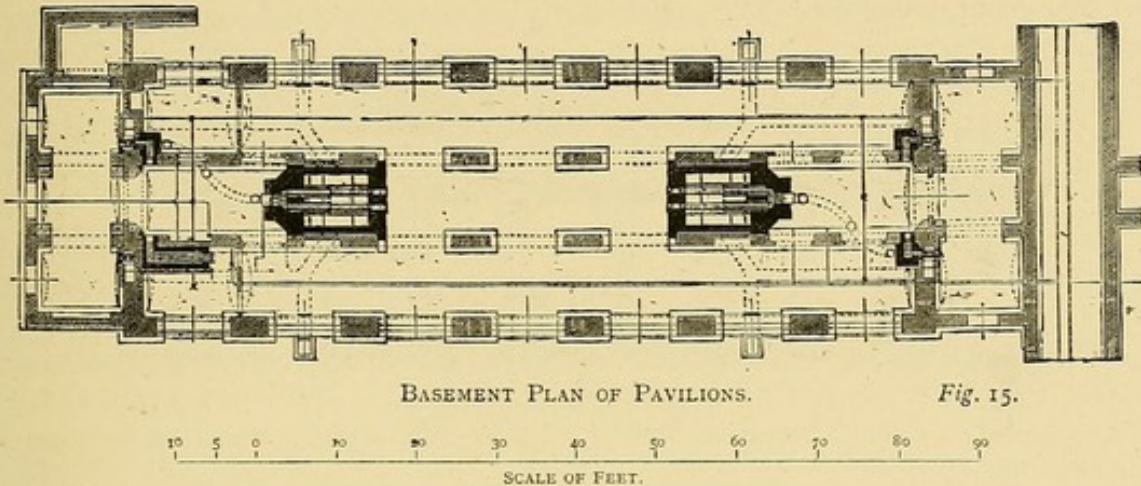 BASEMENT PLAN OF PAVILIONS. Fig. 15.
10 5 0 10 20 30 40 50 60 70 80 90
SCALE OF FEET.